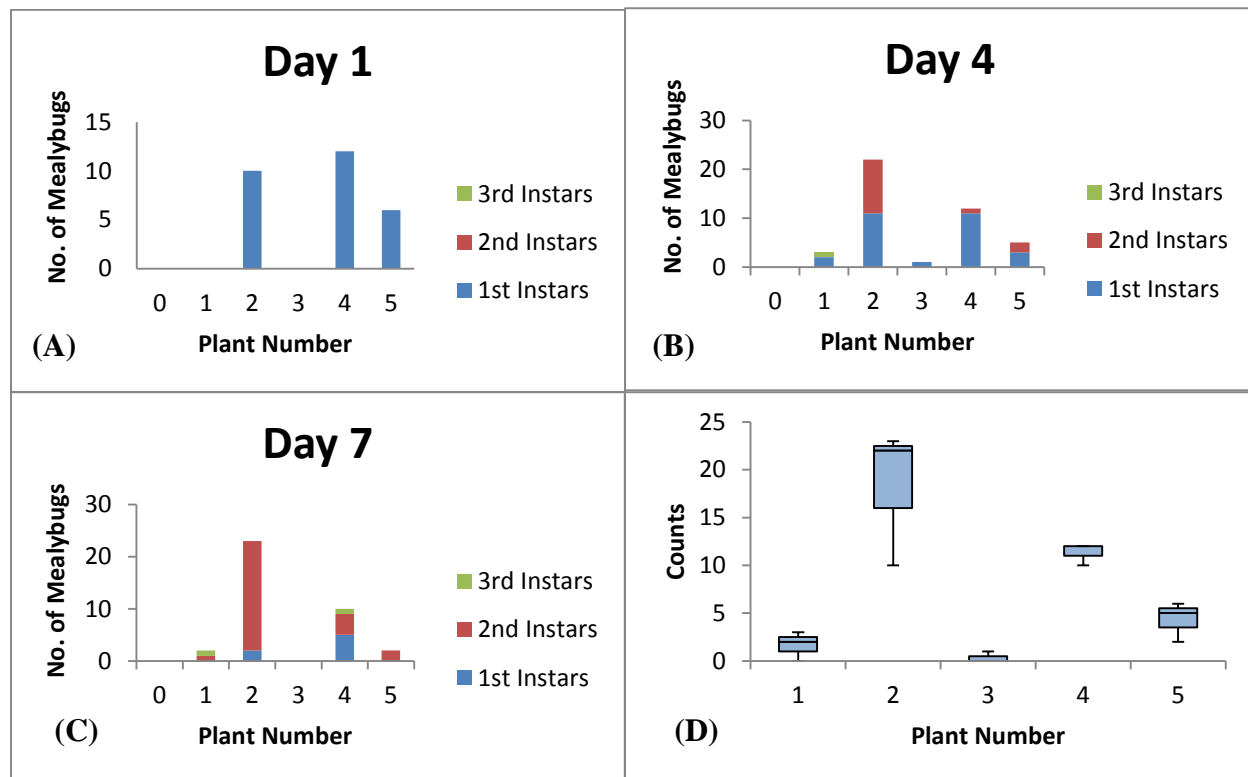 Day 1
No. of Mealybugs
15
10
5
0
0 1 2 3 4 5
Plant Number
3rd Instars
2nd Instars
1st Instars
(A)
Day 4
No. of Mealybugs
30
20
10
0
0 1 2 3 4 5
Plant Number
3rd Instars
2nd Instars
1st Instars
(B)
Day 7
No. of Mealybugs
30
20
10
0
0 1 2 3 4 5
Plant Number
3rd Instars
2nd Instars
1st Instars
(C)
Counts
25
20
15
10
5
0
1 2 3 4 5
Plant Number
(D)